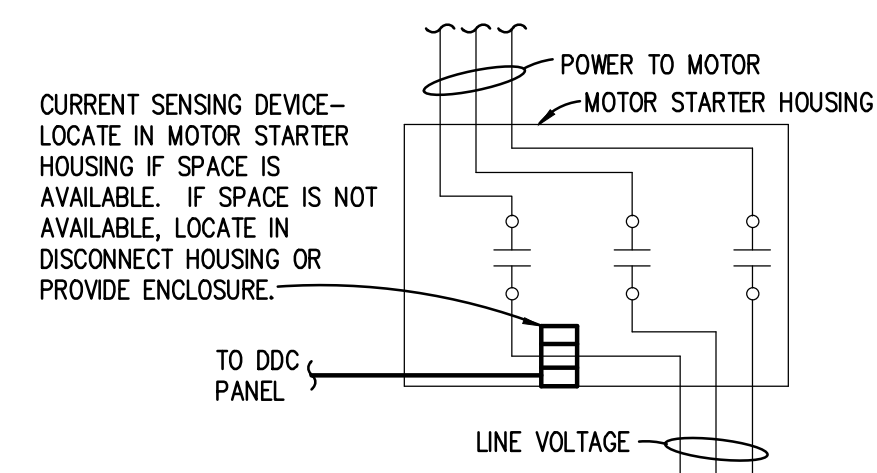 POWER TO MOTOR
MOTOR STARTER HOUSING
CURRENT SENSING DEVICE–
LOCATE IN MOTOR STARTER
HOUSING IF SPACE IS
AVAILABLE.  IF SPACE IS NOT
AVAILABLE, LOCATE IN
DISCONNECT HOUSING OR
PROVIDE ENCLOSURE.
TO DDC
PANEL
LINE VOLTAGE